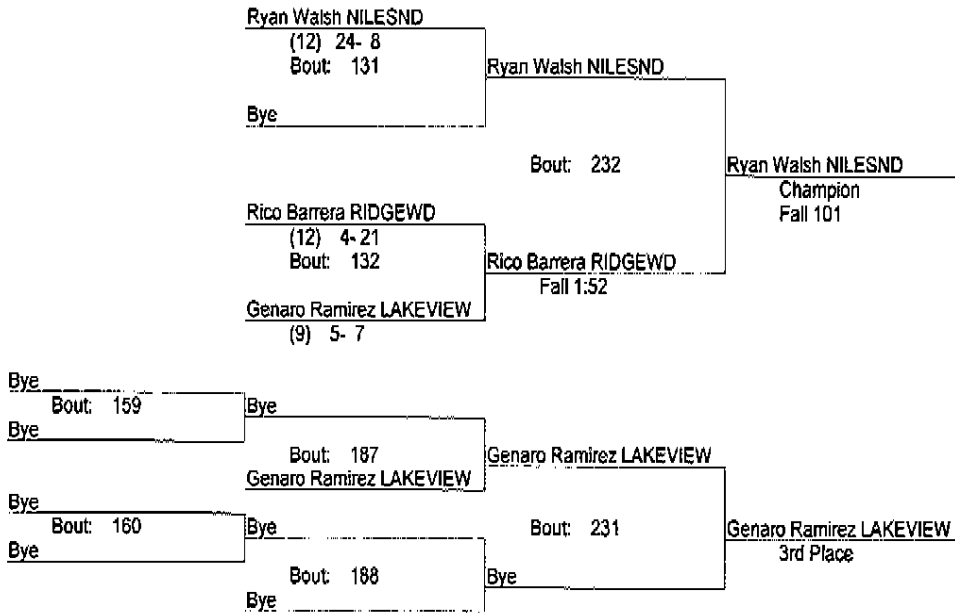 Ryan Walsh NILESND
(12) 24- 8
Bout: 131
Ryan Walsh NILESND
Bye
Bout: 232
Ryan Walsh NILESND
Champion
Fall 101
Rico Barrera RIDGEWD
(12) 4- 21
Bout: 132
Rico Barrera RIDGEWD
Fall 1:52
Genaro Ramirez LAKEVIEW
(9) 5- 7
Bye
Bout: 159
Bye
Bye
Bout: 187
Genaro Ramirez LAKEVIEW
Genaro Ramirez LAKEVIEW
Bye
Bout: 160
Bye
Bye
Bout: 231
Genaro Ramirez LAKEVIEW
3rd Place
Bout: 188
Bye
Bye